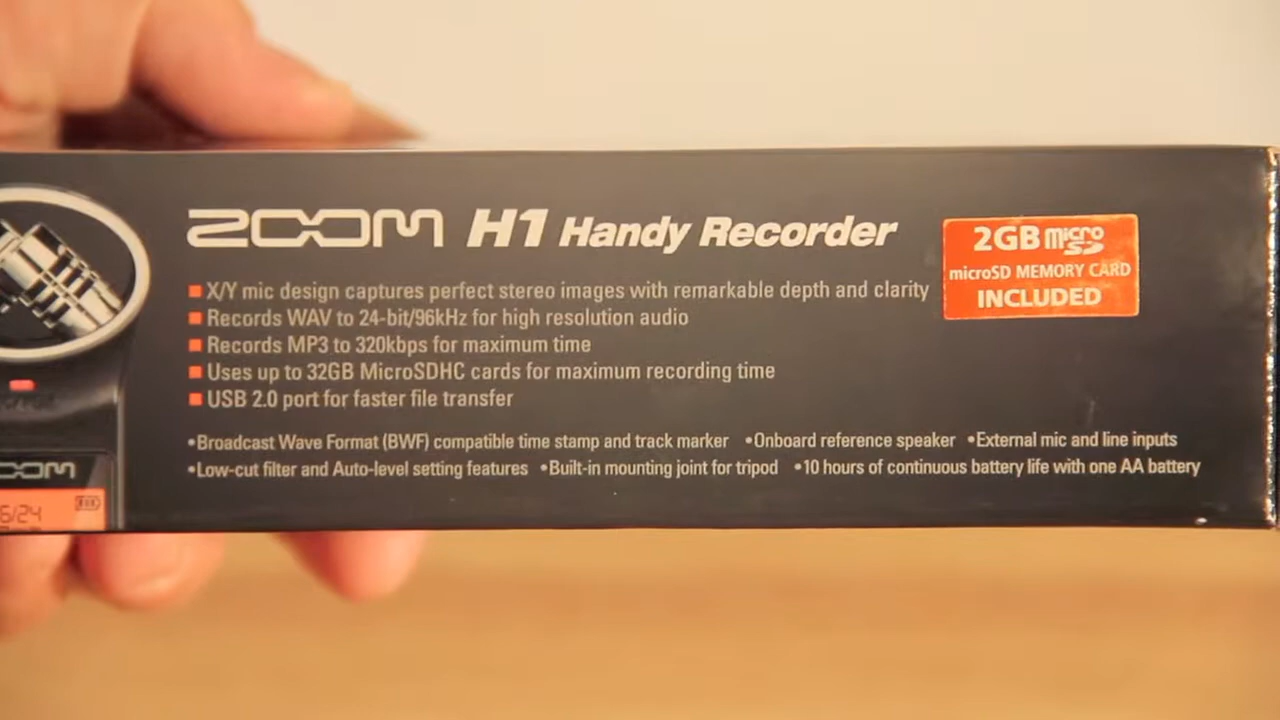 ZOOM H1 Handy Recorder
2GB micro SD
microSD MEMORY CARD
INCLUDED
X/Y mic design captures perfect stereo images with remarkable depth and clarity
Records WAV to 24-bit/96kHz for high resolution audio
Records MP3 to 320kbps for maximum time
Uses up to 32GB MicroSDHC cards for maximum recording time
USB 2.0 port for faster file transfer
•Broadcast Wave Format (BWF) compatible time stamp and track marker •Onboard reference speaker •External mic and line inputs
•Low-cut filter and Auto-level setting features •Built-in mounting joint for tripod •10 hours of continuous battery life with one AA battery